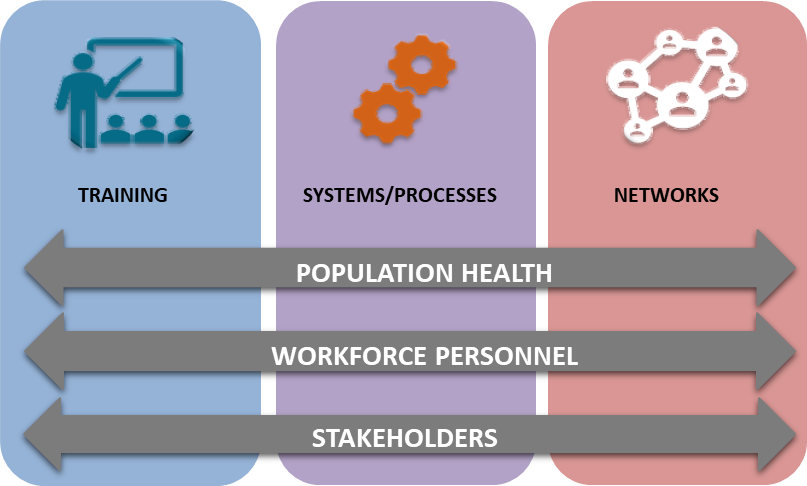 TRAINING
SYSTEMS/PROCESSES
NETWORKS
POPULATION HEALTH
WORKFORCE PERSONNEL
STAKEHOLDERS